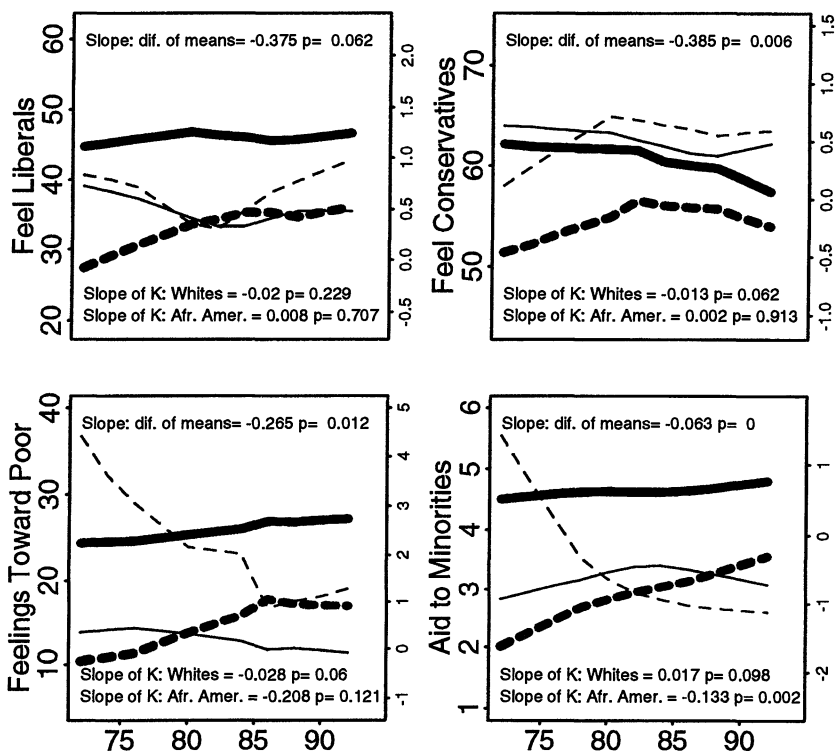 Slope: dif. of means= -0.375 p= 0.062
60
50
40
30
20
Feel Liberals
2.0
1.5
1.0
0.5
0.0
-0.5
Slope of K: Whites = -0.02 p= 0.229
Slope of K: Afr. Amer. = 0.008 p= 0.707
Slope: dif. of means= -0.385 p= 0.006
70
60
50
Feel Conservatives
1.5
1.0
0.5
0.0
-0.5
-1.0
Slope of K: Whites = -0.013 p= 0.062
Slope of K: Afr. Amer. = 0.002 p= 0.913
Slope: dif. of means= -0.265 p= 0.012
40
30
20
10
Feelings Toward Poor
5
4
3
2
1
0
-1
Slope of K: Whites = -0.028 p= 0.06
Slope of K: Afr. Amer. = -0.208 p= 0.121
75 80 85 90
Slope: dif. of means= -0.063 p= 0
6
5
4
3
2
1
Aid to Minorities
1
0
-1
-2
Slope of K: Whites = 0.017 p= 0.098
Slope of K: Afr. Amer. = -0.133 p= 0.002
75 80 85 90